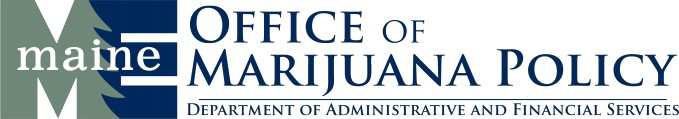 maine
OFFICE OF
MARIJUANA POLICY
DEPARTMENT OF ADMINISTRATIVE AND FINANCIAL SERVICES